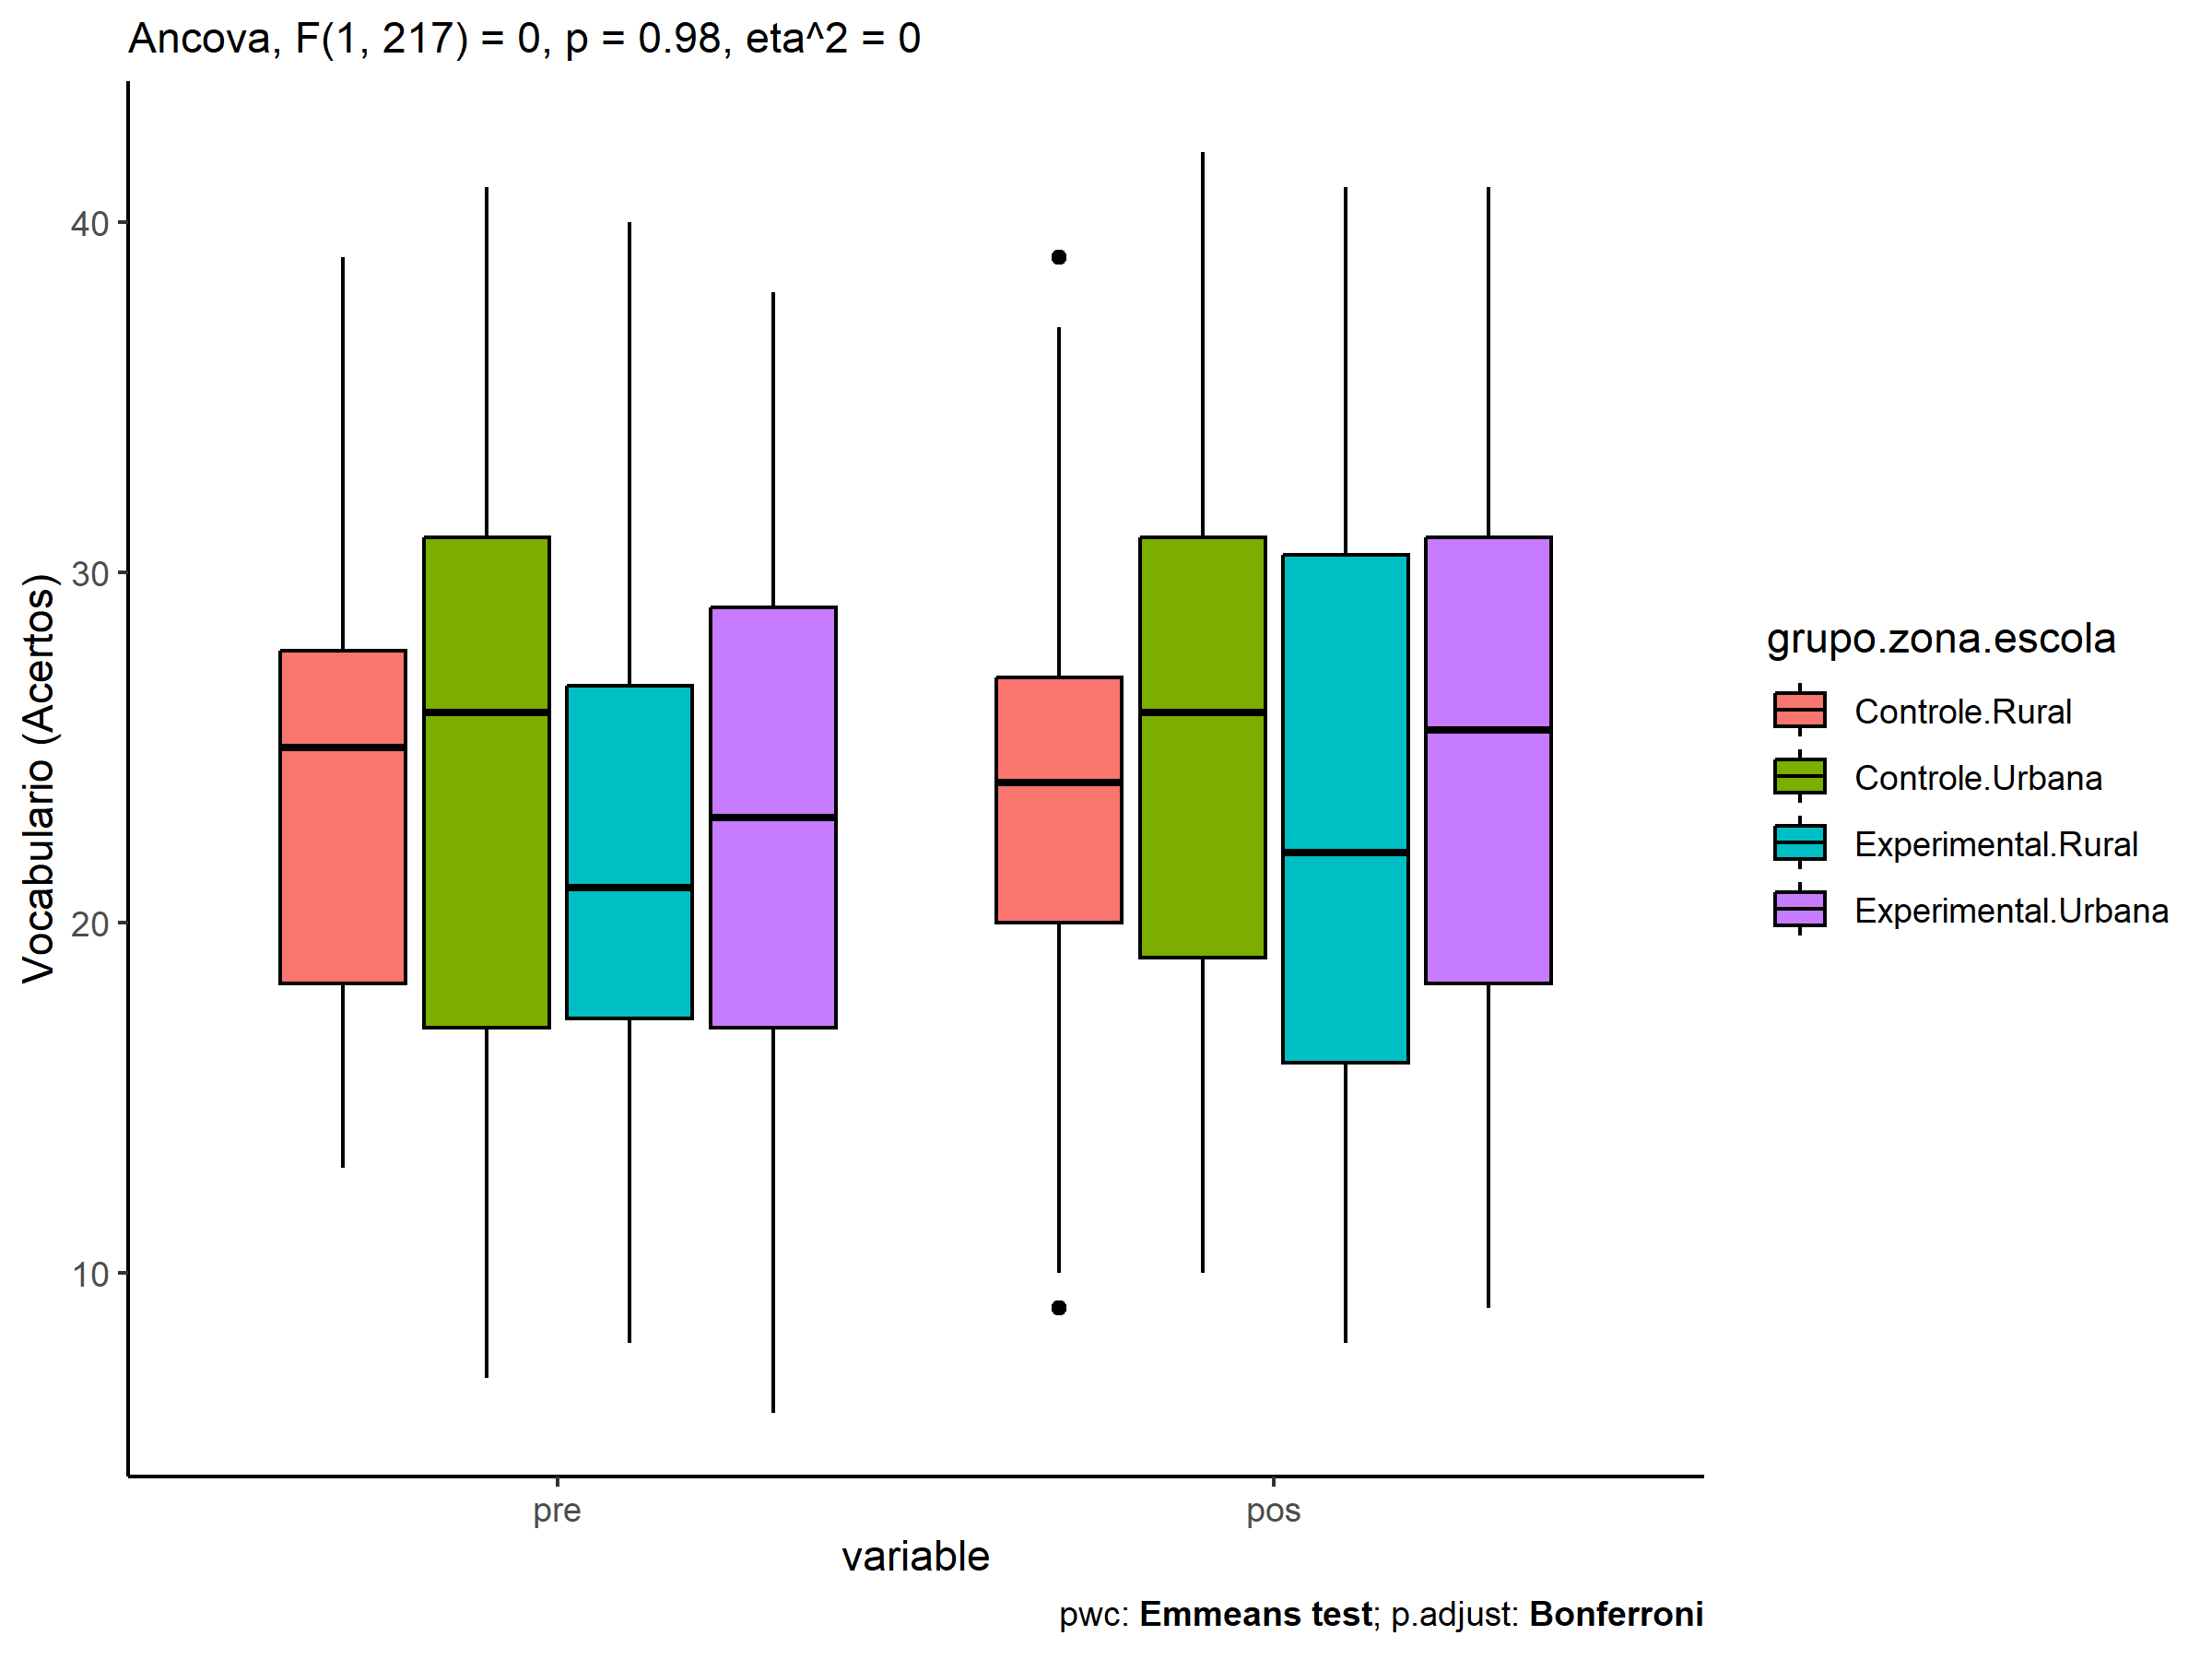 Ancova, F(1, 217) = 0, p = 0.98, eta^2 = 0
Vocabulario (Acertos)
40
30
20
10
pre
pos
variable
grupo.zona.escola
Controle.Rural
Controle.Urbana
Experimental.Rural
Experimental.Urbana
pwc: Emmeans test; p.adjust: Bonferroni